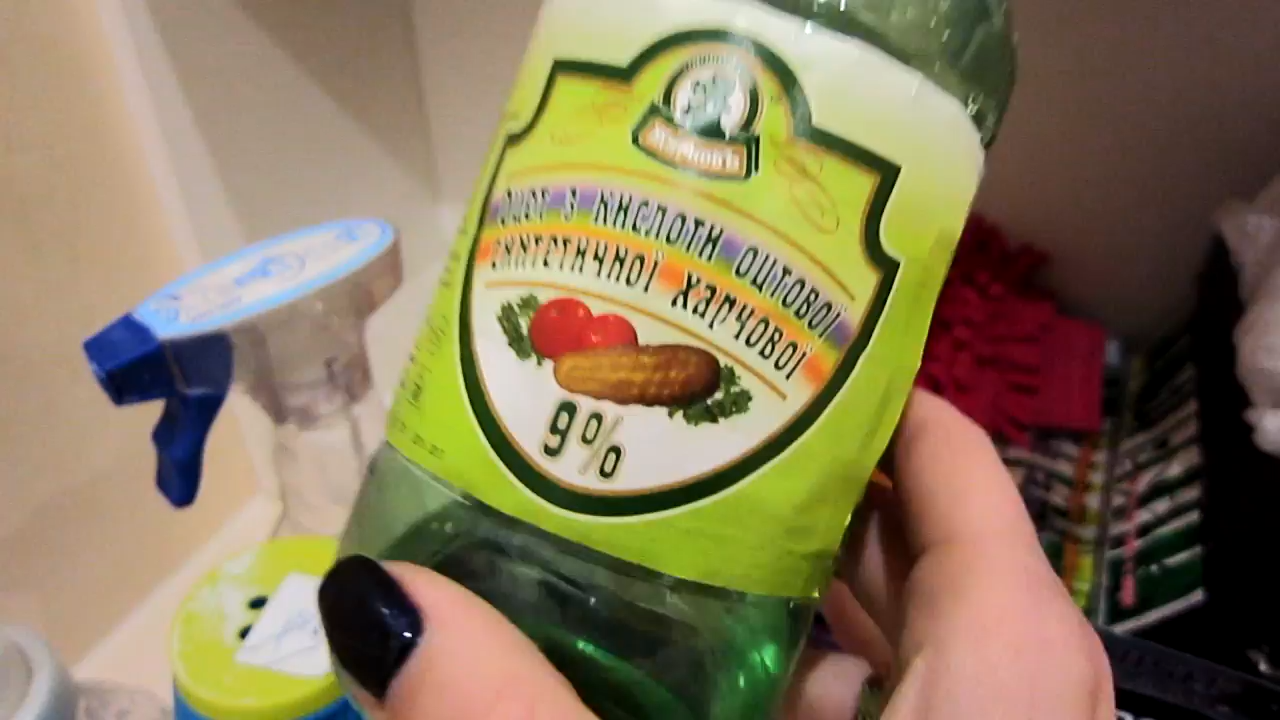 оцет з кислоти оцтової
синтетичної харчової
9%